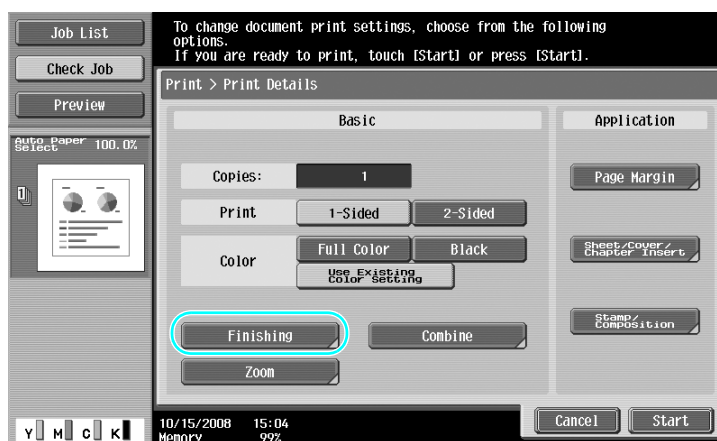 Job List
Check Job
Preview
Auto Paper
Select
100.0%
To change document print settings, choose from the following
options.
If you are ready to print, touch [Start] or press [Start].
Print > Print Details
Basic
Copies:
1
Print
1-Sided
2-Sided
Color
Full Color
Black
Use Existing
Color Setting
Finishing
Combine
Zoom
Application
Page Margin
Sheet/Cover/
Chapter Insert
Stamp/
Composition
Y M C K
10/15/2008 15:04
Memory 99%
Cancel
Start